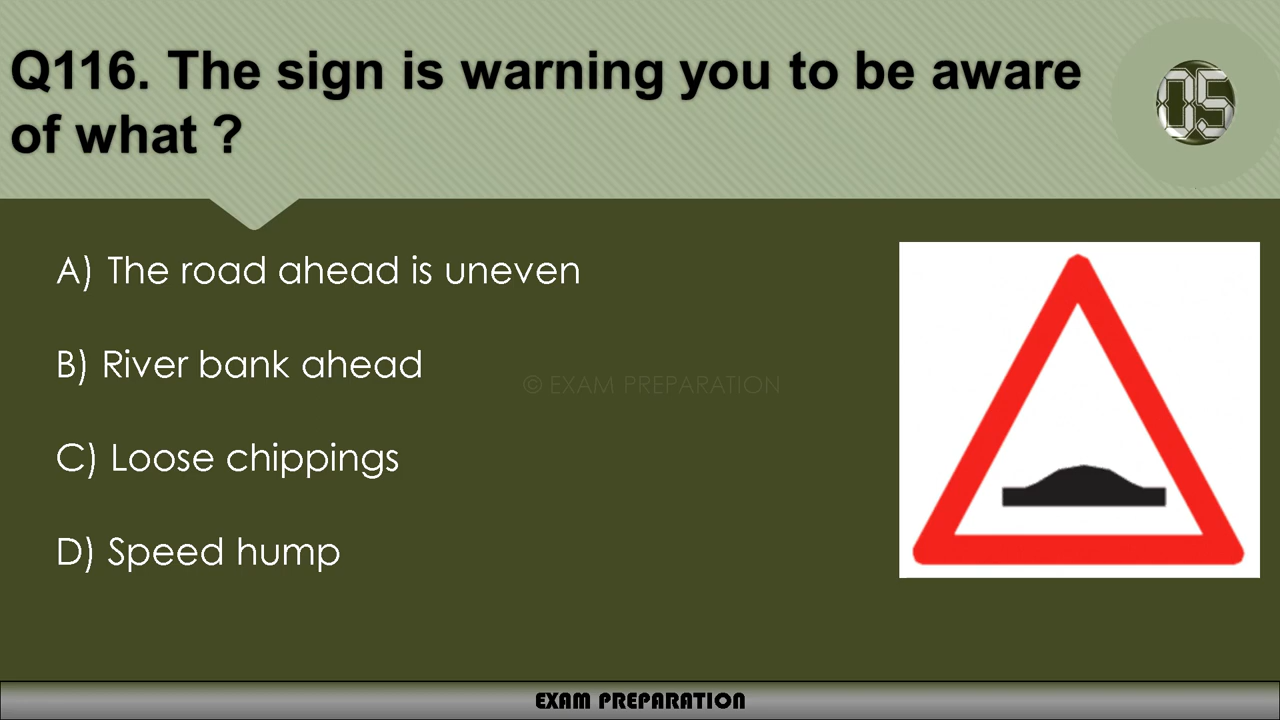 Q116. The sign is warning you to be aware
of what ?
05
A) The road ahead is uneven
B) River bank ahead
© EXAM PREPARATION
C) Loose chippings
D) Speed hump
EXAM PREPARATION